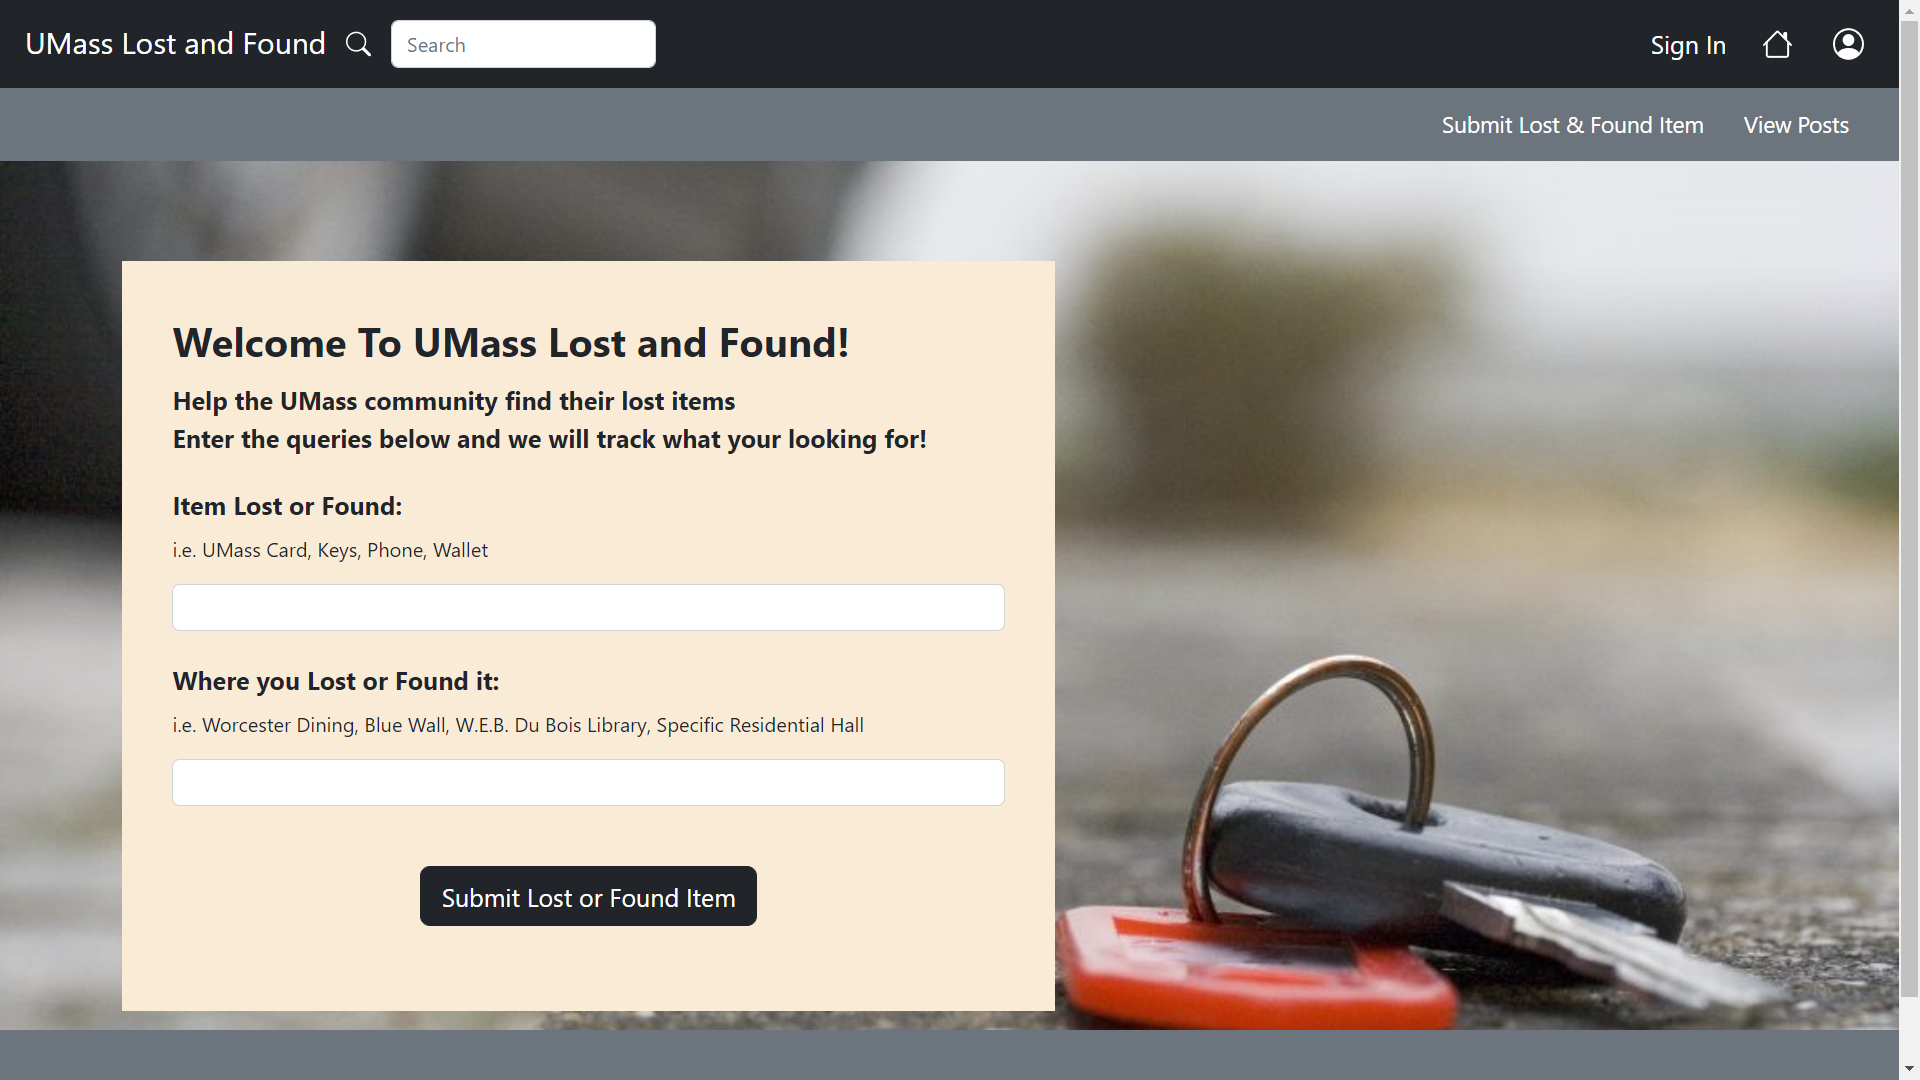 UMass Lost and Found
Search
Sign In
Submit Lost & Found Item
View Posts
Welcome To UMass Lost and Found!
Help the UMass community find their lost items
Enter the queries below and we will track what your looking for!
Item Lost or Found:
i.e. UMass Card, Keys, Phone, Wallet
Where you Lost or Found it:
i.e. Worcester Dining, Blue Wall, W.E.B. Du Bois Library, Specific Residential Hall
Submit Lost or Found Item